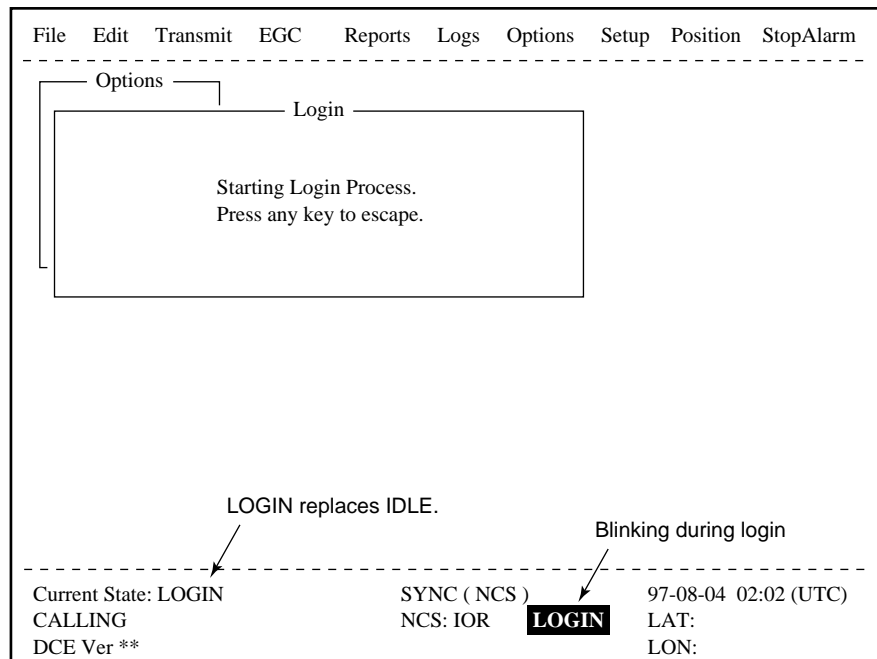 File Edit Transmit EGC Reports Logs Options Setup Position StopAlarm
Options
Login
Starting Login Process.
Press any key to escape.
LOGIN replaces IDLE.
Blinking during login
Current State: LOGIN SYNC ( NCS ) 97-08-04 02:02 (UTC)
CALLING NCS: IOR LOGIN LAT:
DCE Ver ** LON: